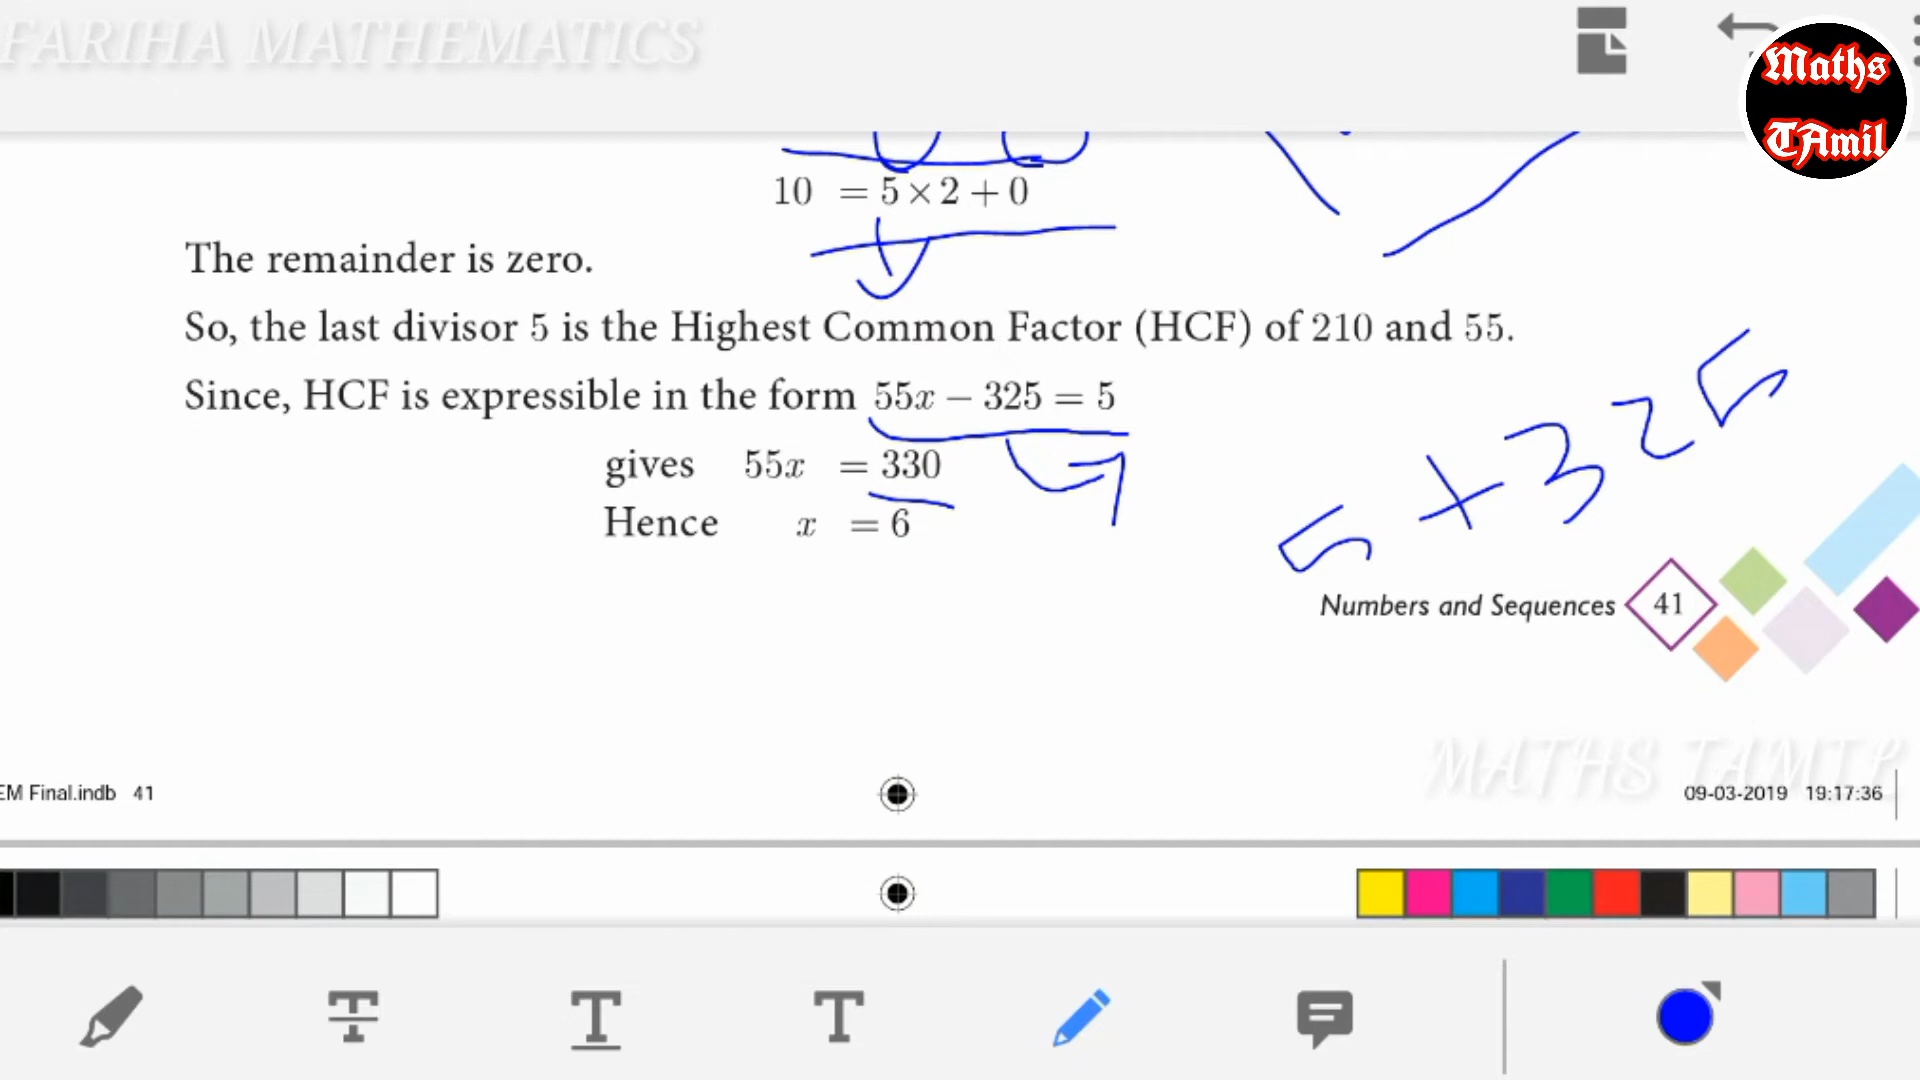 FARIHA MATHEMATICS
Maths
TAmil
10 = 5 × 2 + 0
The remainder is zero.
So, the last divisor 5 is the Highest Common Factor (HCF) of 210 and 55.
Since, HCF is expressible in the form 55x − 325 = 5
gives 55x = 330
Hence x = 6
5 + 325
Numbers and Sequences 41
MATHS TAMIL
EM Final.indb 41
09-03-2019 19:17:36